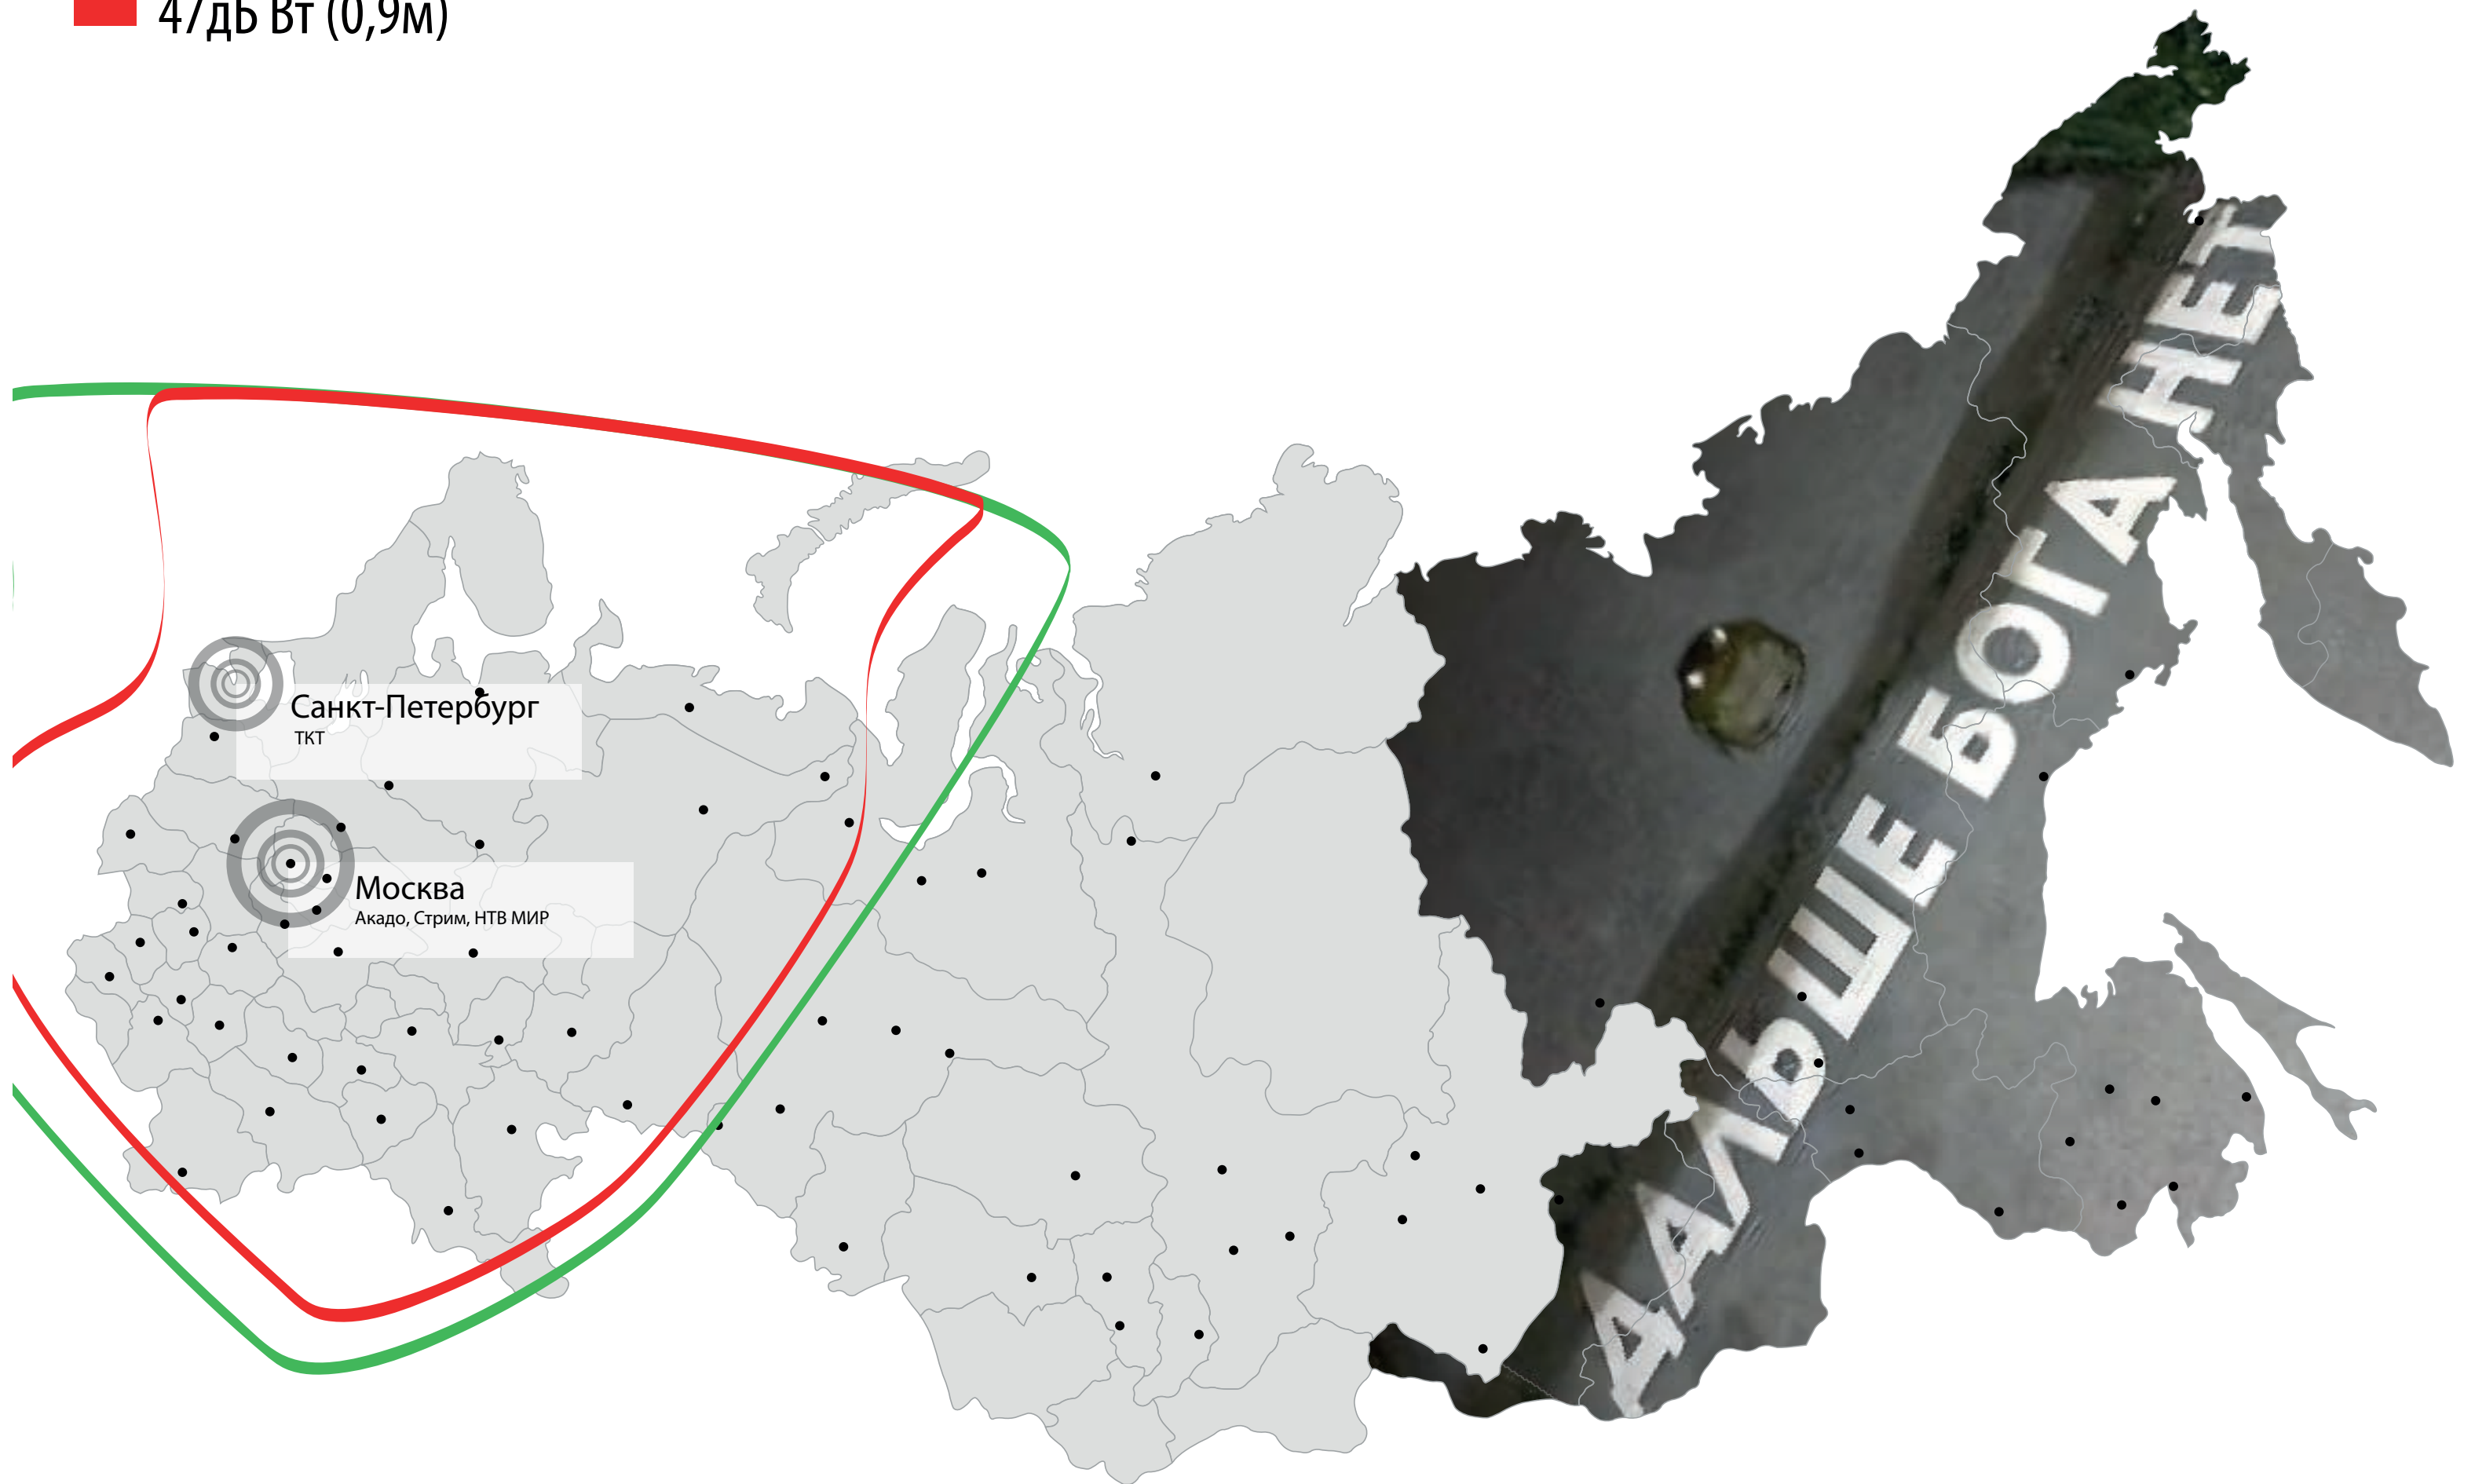 47дБ Вт (0,9м)
Санкт-Петербург
ТКТ
Москва
Акадо, Стрим, НТВ МИР
ДАЛЬШЕ БОГА НЕТ